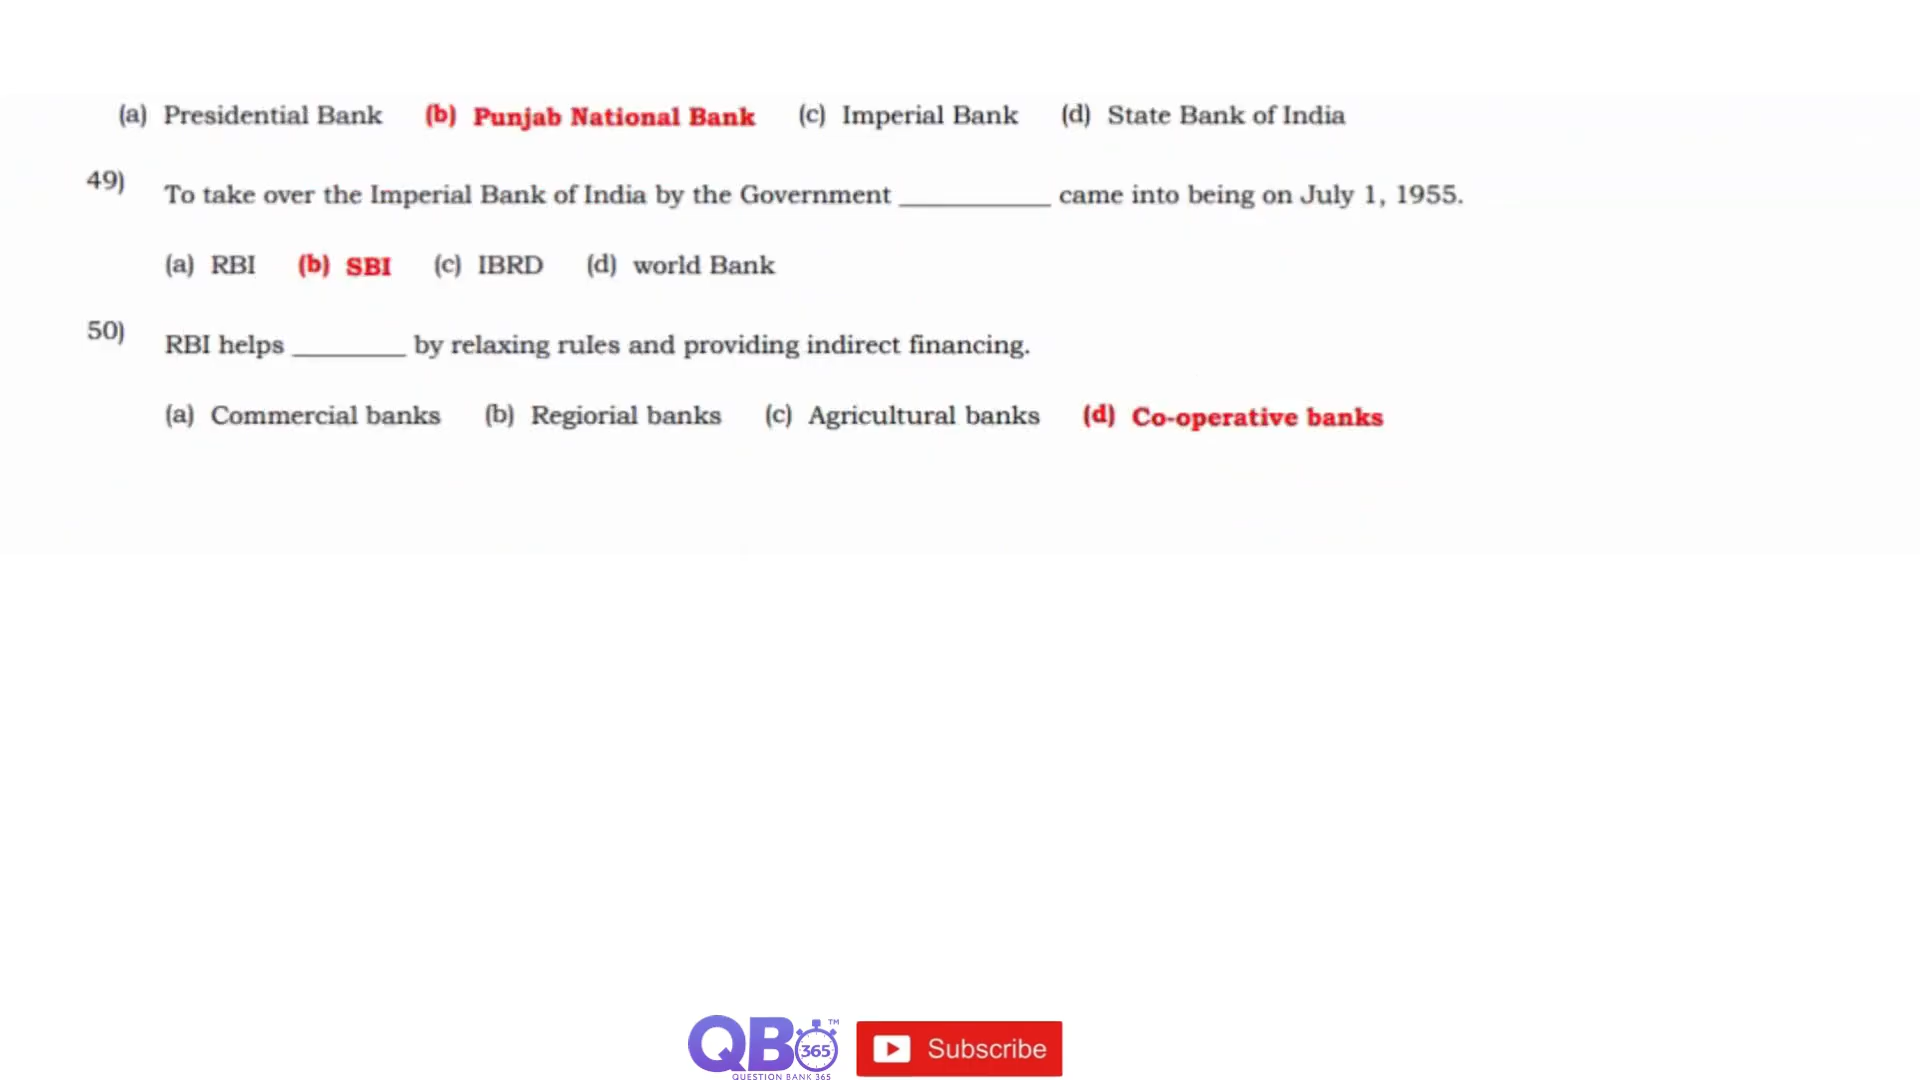 (a) Presidential Bank (b) Punjab National Bank (c) Imperial Bank (d) State Bank of India
49) To take over the Imperial Bank of India by the Government ___________ came into being on July 1, 1955.
(a) RBI (b) SBI (c) IBRD (d) world Bank
50) RBI helps ________ by relaxing rules and providing indirect financing.
(a) Commercial banks (b) Regiorial banks (c) Agricultural banks (d) Co-operative banks
QB 365 ™
QUESTION BANK 365
Subscribe